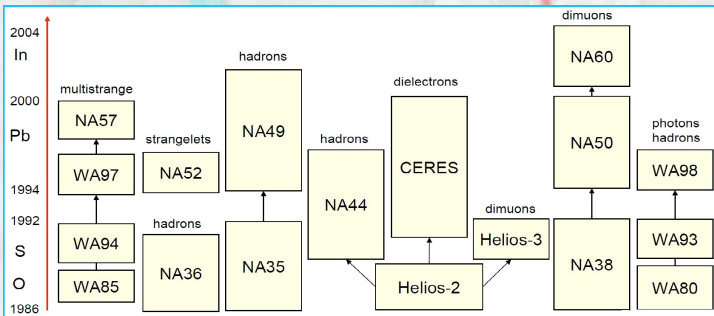 2004
In
2000
Pb
1994
1992
S
O
1986
multistrange
NA57
WA97
WA94
WA85
strangelets
NA52
hadrons
NA36
hadrons
NA49
NA35
hadrons
NA44
dielectrons
CERES
Helios-2
dimuons
Helios-3
dimuons
NA60
NA50
NA38
photons
hadrons
WA98
WA93
WA80